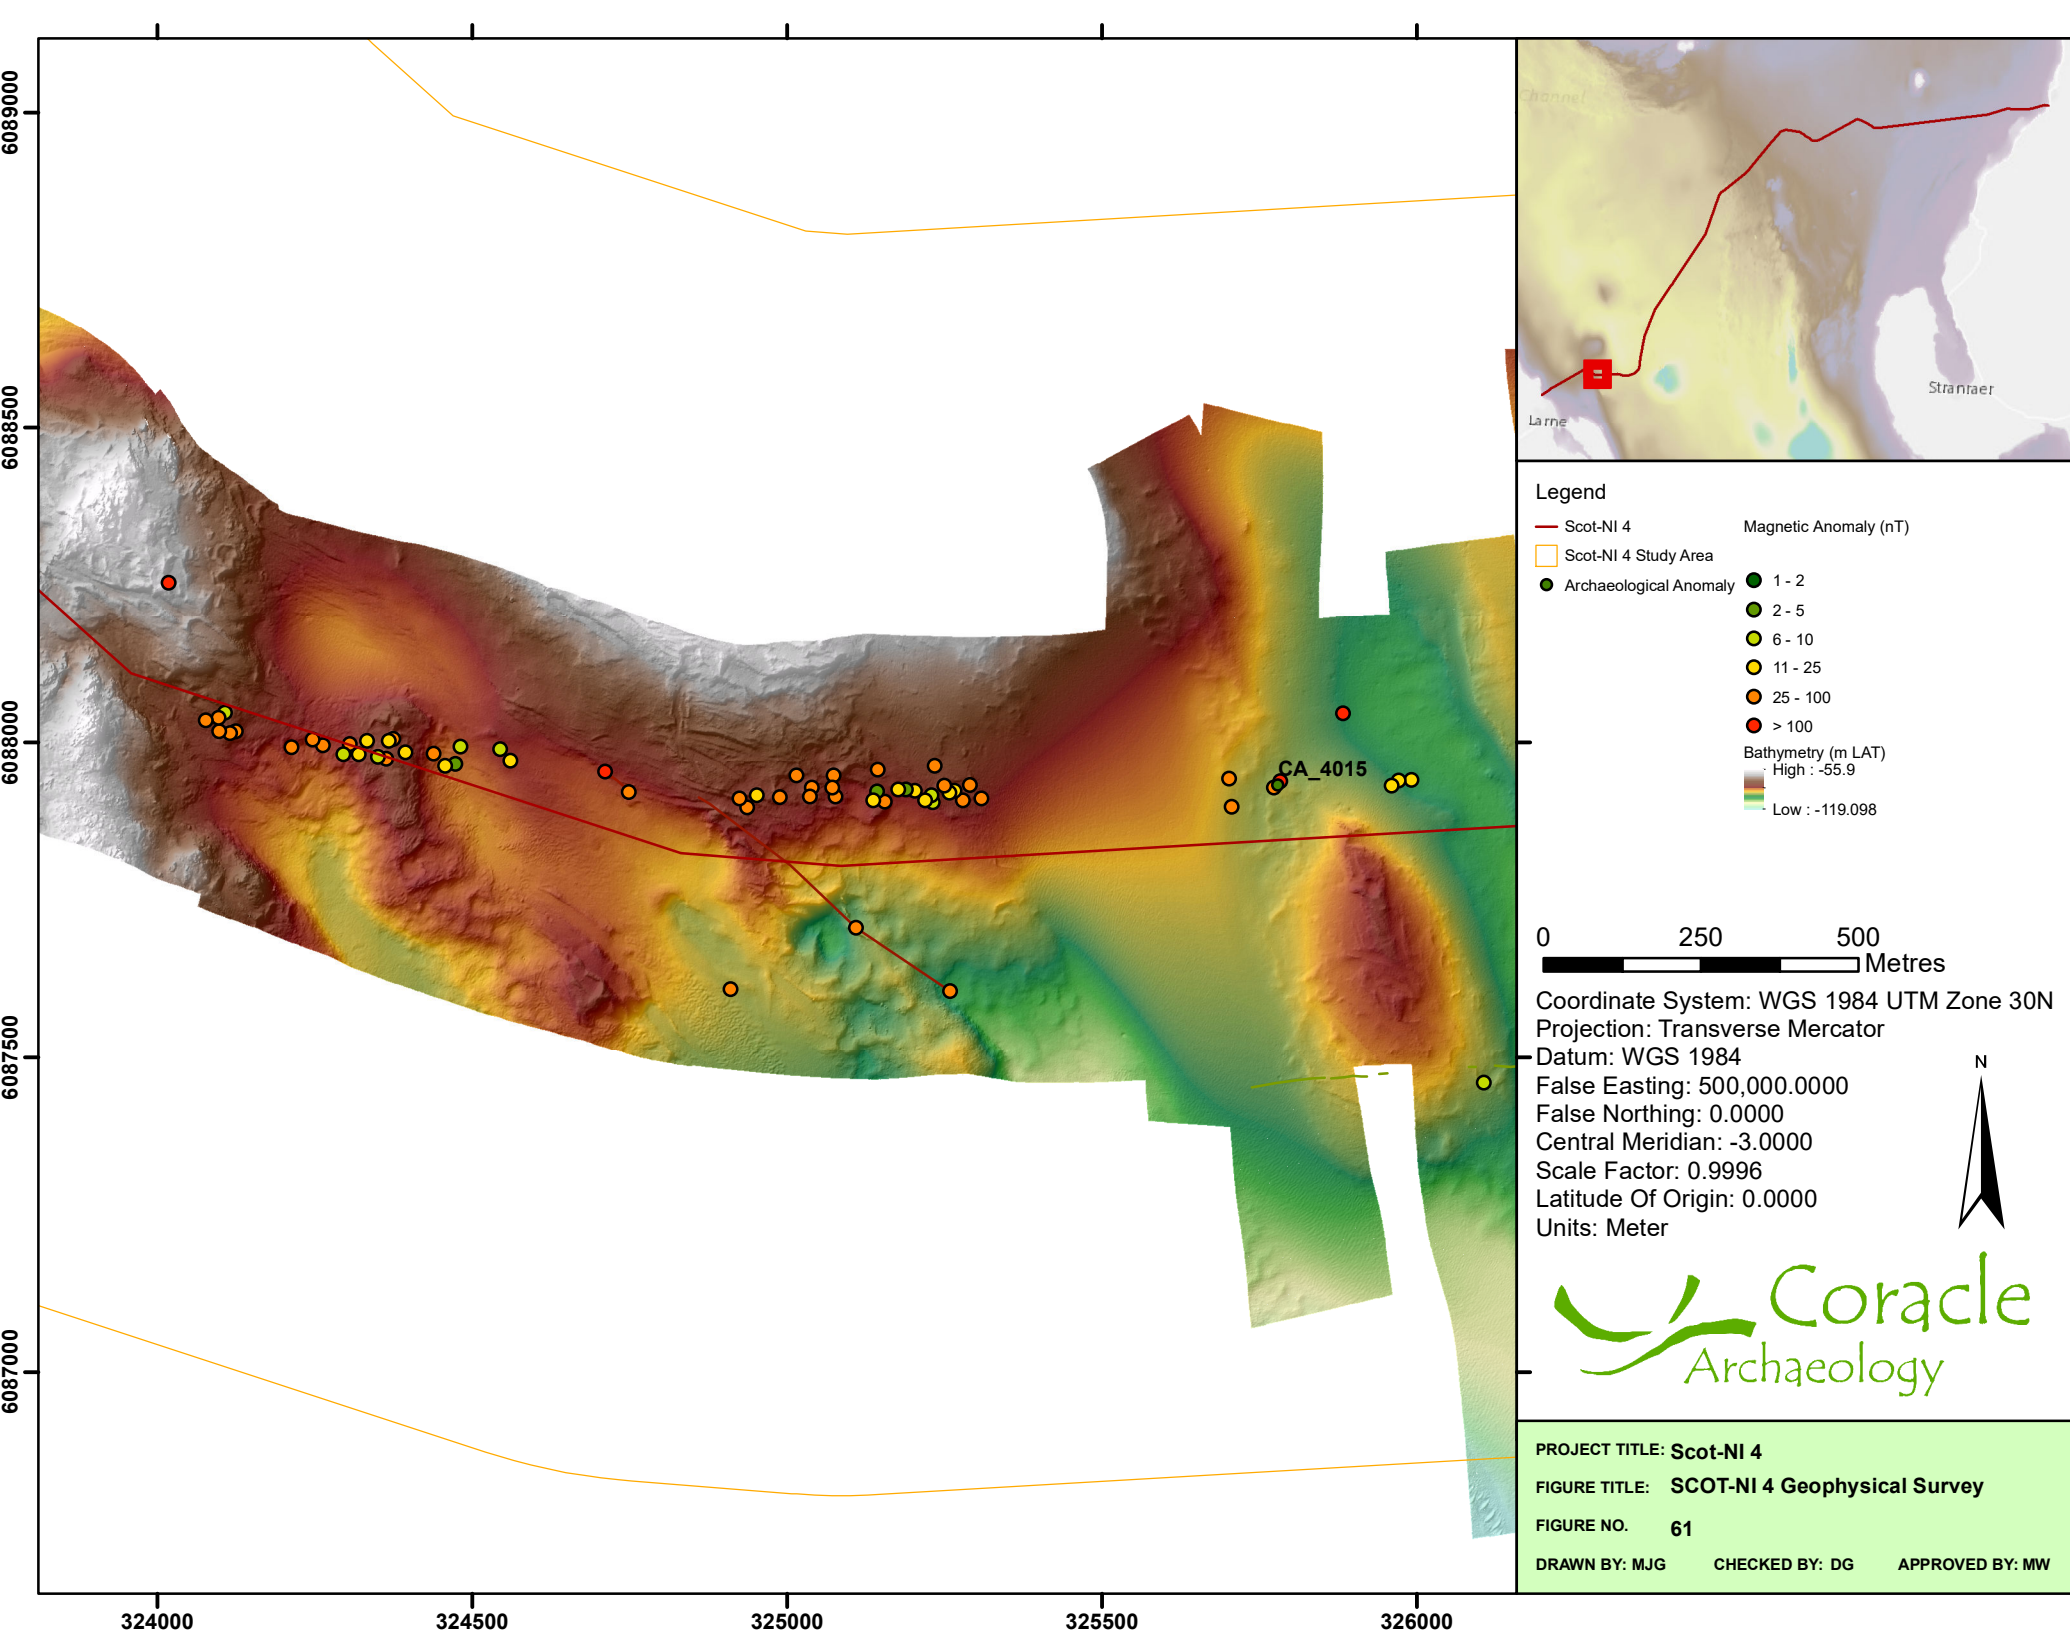 6089000
6088500
6088000
6087500
6087000
324000
324500
325000
325500
326000
CA_4015
Channel
Stranraer
Larne
Legend
Scot-NI 4
Scot-NI 4 Study Area
Archaeological Anomaly
Magnetic Anomaly (nT)
1 - 2
2 - 5
6 - 10
11 - 25
25 - 100
> 100
Bathymetry (m LAT)
High : -55.9
Low : -119.098
0 250 500
Metres
Coordinate System: WGS 1984 UTM Zone 30N
Projection: Transverse Mercator
Datum: WGS 1984
False Easting: 500,000.0000
False Northing: 0.0000
Central Meridian: -3.0000
Scale Factor: 0.9996
Latitude Of Origin: 0.0000
Units: Meter
N
Coracle
Archaeology
PROJECT TITLE: Scot-NI 4
FIGURE TITLE: SCOT-NI 4 Geophysical Survey
FIGURE NO. 61
DRAWN BY: MJG CHECKED BY: DG APPROVED BY: MW